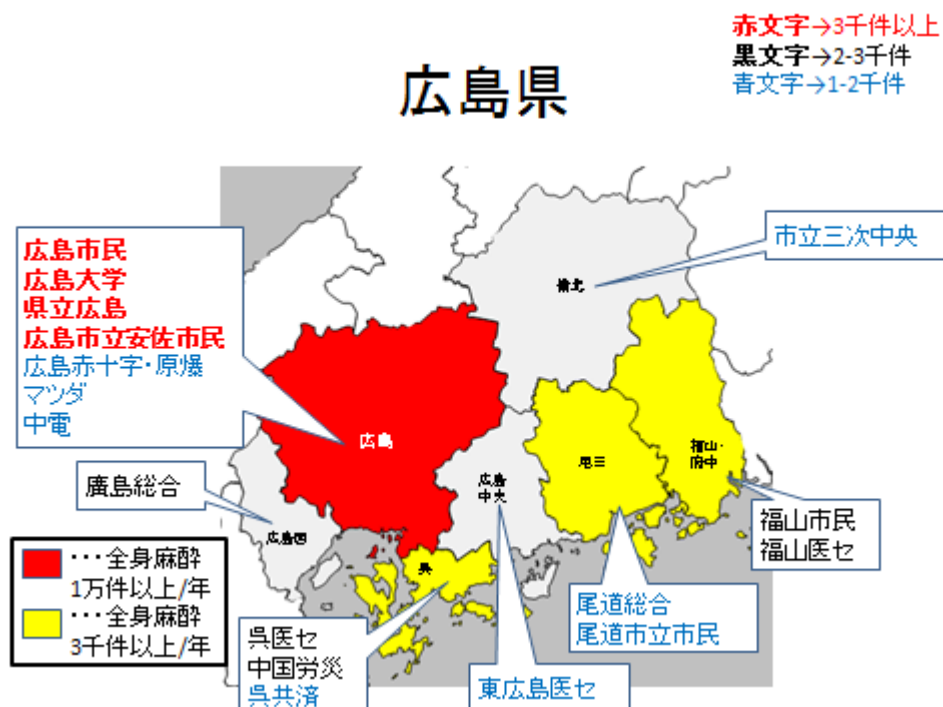 赤文字→3千件以上
黒文字→2-3千件
青文字→1-2千件
広島県
市立三次中央
広島市民
広島大学
県立広島
広島市立安佐市民
広島赤十字・原爆
マツダ
中電
備北
広島
尾三
福山・
府中
広島
中央
廣島総合
広島西
呉
福山市民
福山医セ
・・・全身麻酔
1万件以上/年
・・・全身麻酔
3千件以上/年
尾道総合
尾道市立市民
呉医セ
中国労災
呉共済
東広島医セ